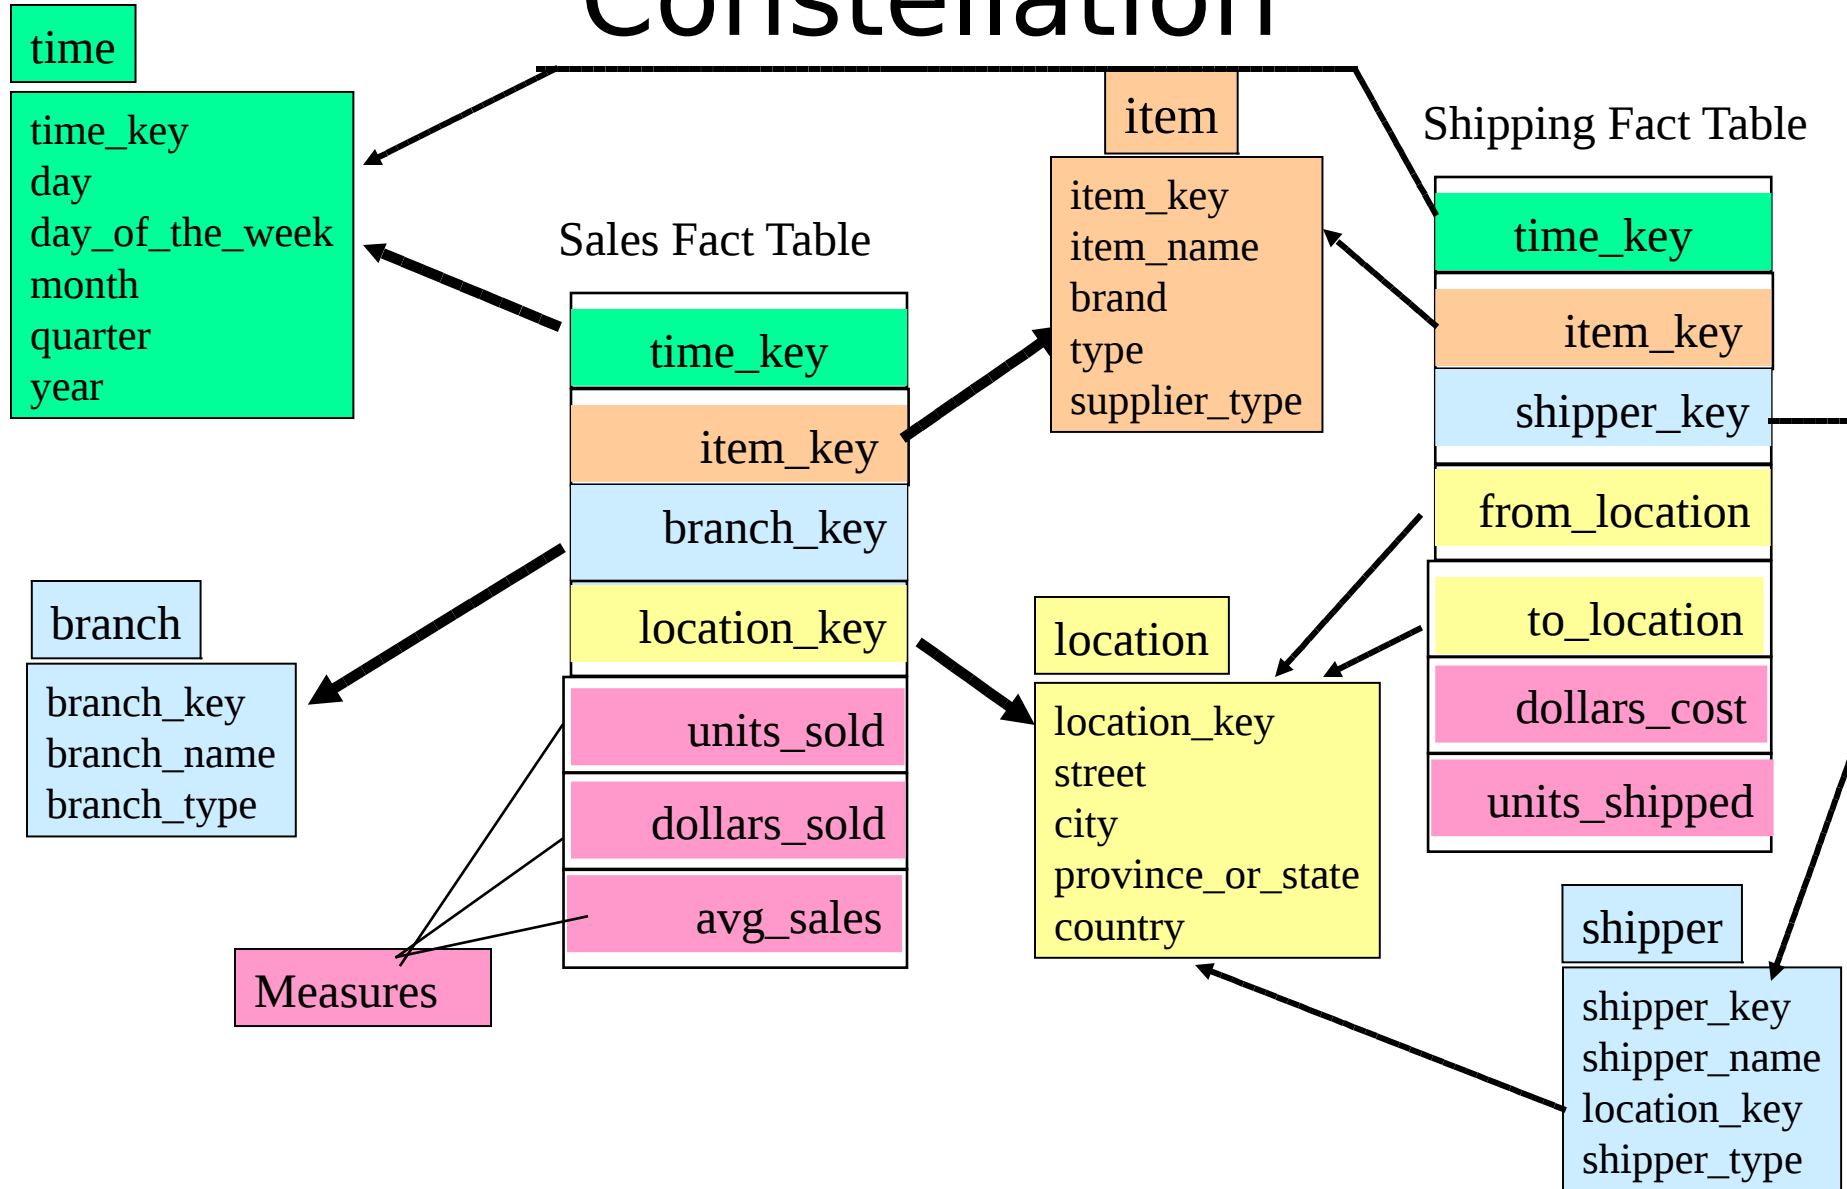 Constellation
time
time_key
day
day_of_the_week
month
quarter
year
Sales Fact Table
time_key
item_key
branch_key
location_key
units_sold
dollars_sold
avg_sales
Measures
branch
branch_key
branch_name
branch_type
item
item_key
item_name
brand
type
supplier_type
location
location_key
street
city
province_or_state
country
Shipping Fact Table
time_key
item_key
shipper_key
from_location
to_location
dollars_cost
units_shipped
shipper
shipper_key
shipper_name
location_key
shipper_type